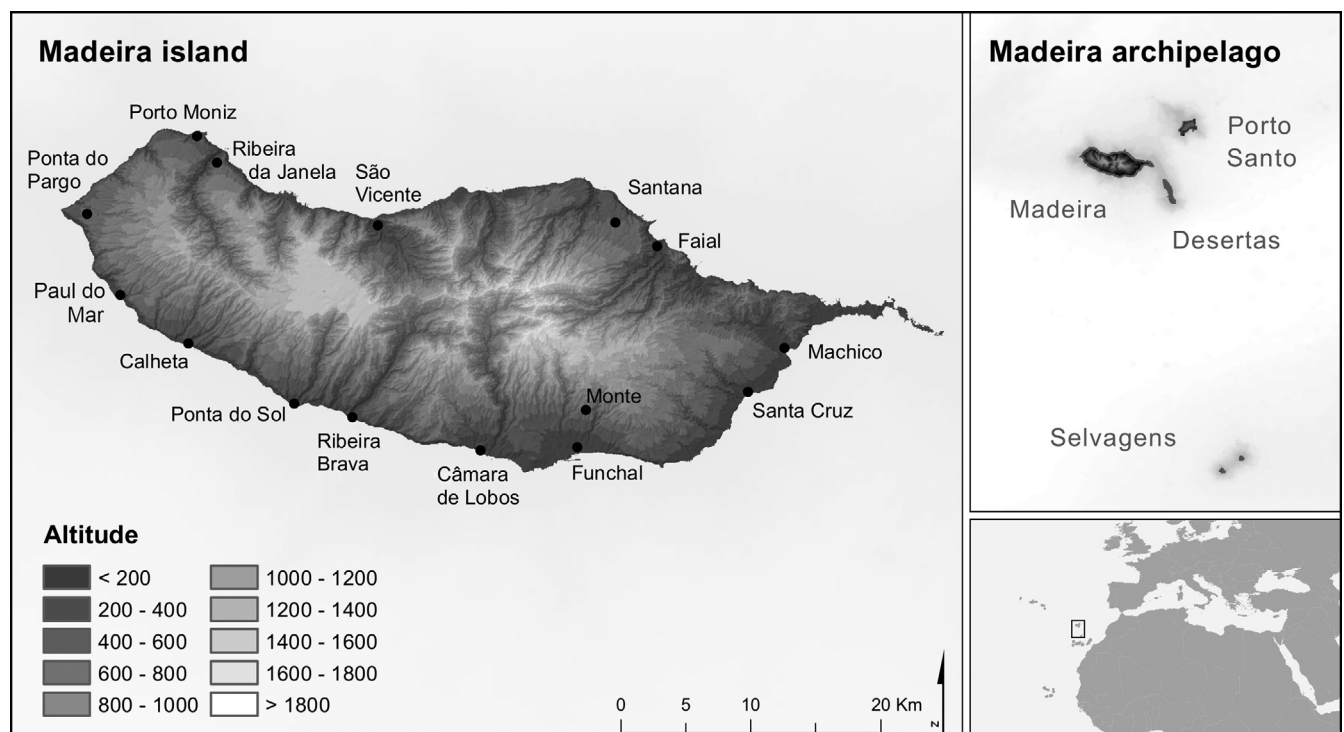 Madeira island
Porto Moniz
Ribeira
da Janela
Ponta do
Pargo
São
Vicente
Santana
Faial
Paul do
Mar
Calheta
Machico
Ponta do Sol
Monte
Santa Cruz
Ribeira
Brava
Câmara
de Lobos
Funchal
Altitude
< 200
200 - 400
400 - 600
600 - 800
800 - 1000
1000 - 1200
1200 - 1400
1400 - 1600
1600 - 1800
> 1800
0 5 10 20 Km
N
Madeira archipelago
Porto
Santo
Madeira
Desertas
Selvagens